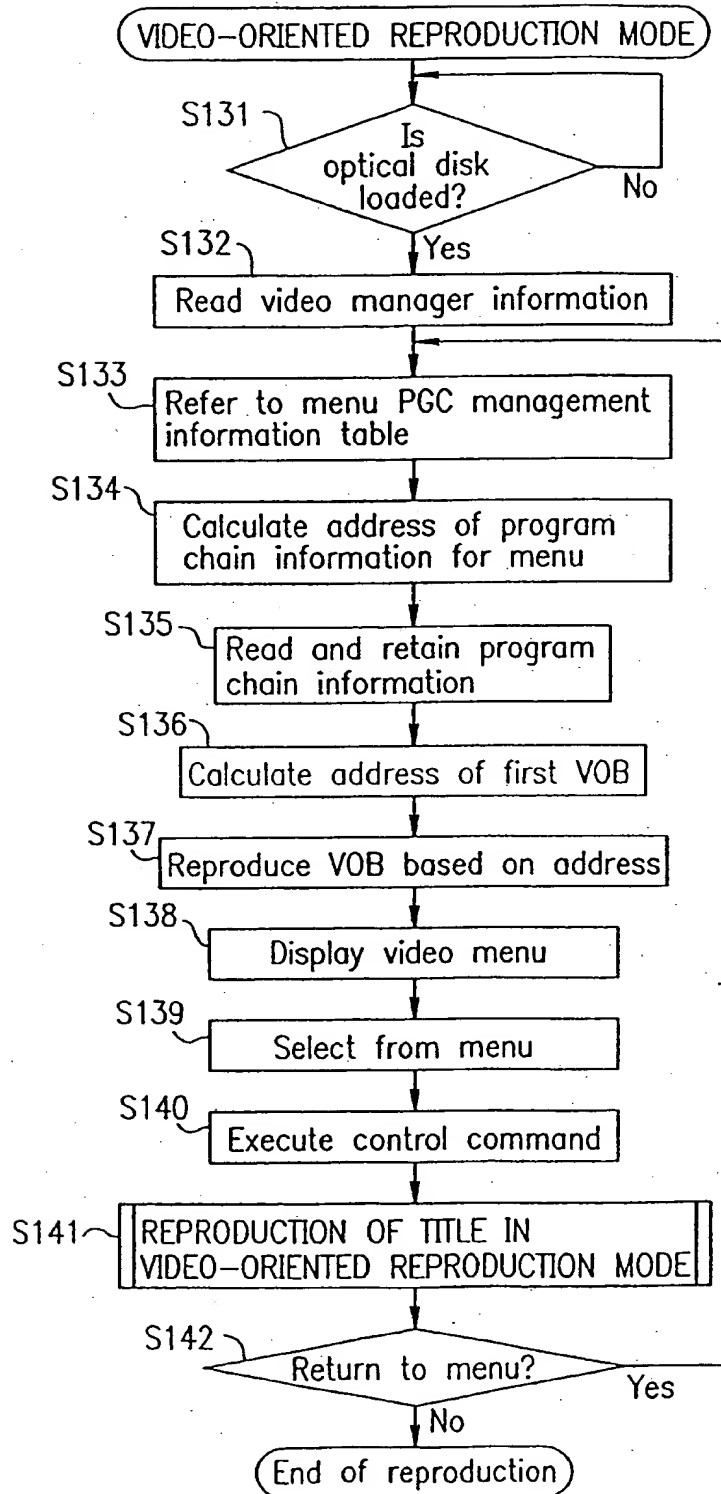 VIDEO-ORIENTED REPRODUCTION MODE
S131
Is
optical disk
loaded?
No
Yes
S132
Read video manager information
S133
Refer to menu PGC management
information table
S134
Calculate address of program
chain information for menu
S135
Read and retain program
chain information
S136
Calculate address of first VOB
S137
Reproduce VOB based on address
S138
Display video menu
S139
Select from menu
S140
Execute control command
S141
REPRODUCTION OF TITLE IN
VIDEO-ORIENTED REPRODUCTION MODE
S142
Return to menu?
Yes
No
End of reproduction